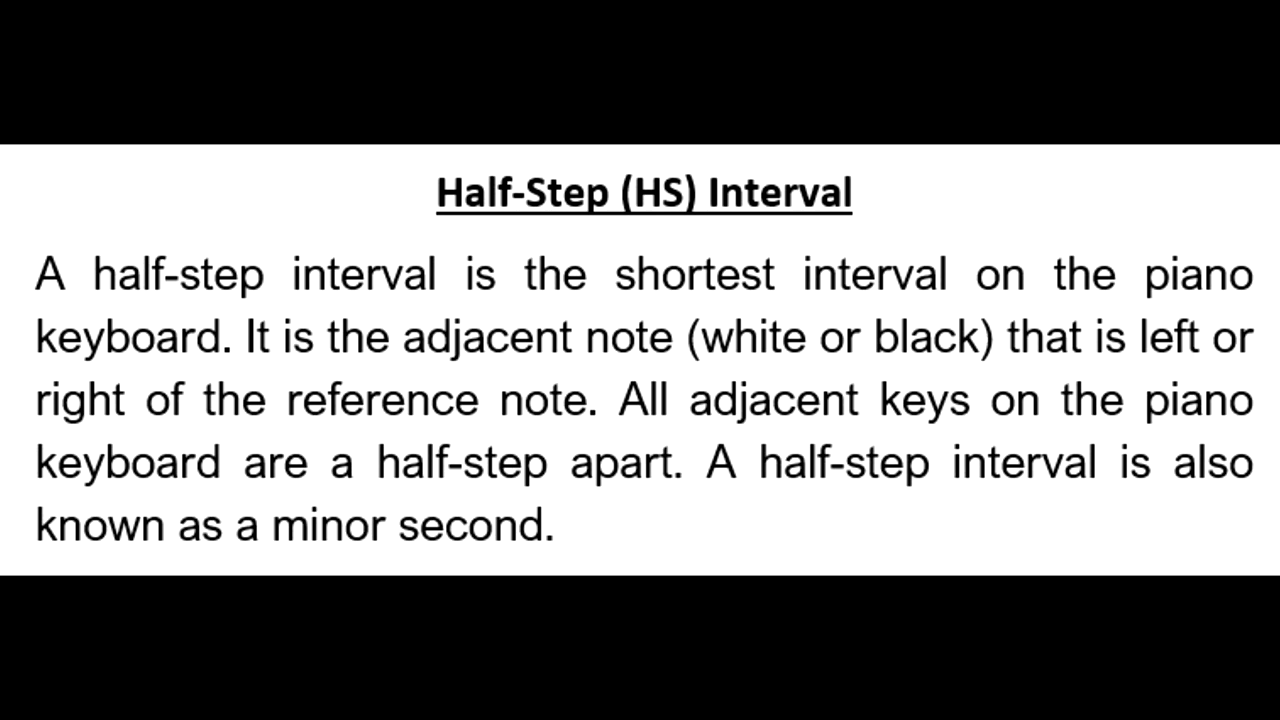 Half-Step (HS) Interval
A half-step interval is the shortest interval on the piano
keyboard. It is the adjacent note (white or black) that is left or
right of the reference note. All adjacent keys on the piano
keyboard are a half-step apart. A half-step interval is also
known as a minor second.